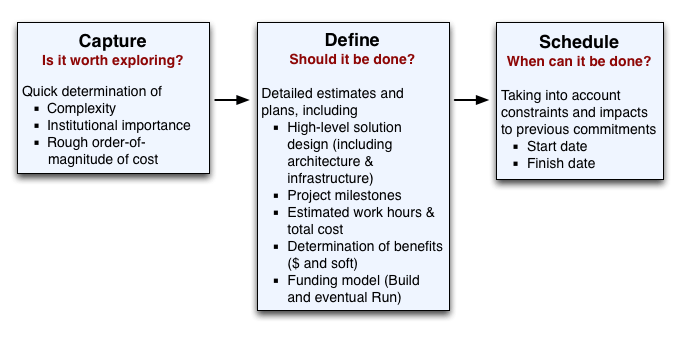 Capture
Is it worth exploring?
Quick determination of
▪ Complexity
▪ Institutional importance
▪ Rough order-of-
magnitude of cost
Define
Should it be done?
Detailed estimates and
plans, including
▪ High-level solution
design (including
architecture &
infrastructure)
▪ Project milestones
▪ Estimated work hours &
total cost
▪ Determination of benefits
($ and soft)
▪ Funding model (Build
and eventual Run)
Schedule
When can it be done?
Taking into account
constraints and impacts
to previous commitments
▪ Start date
▪ Finish date